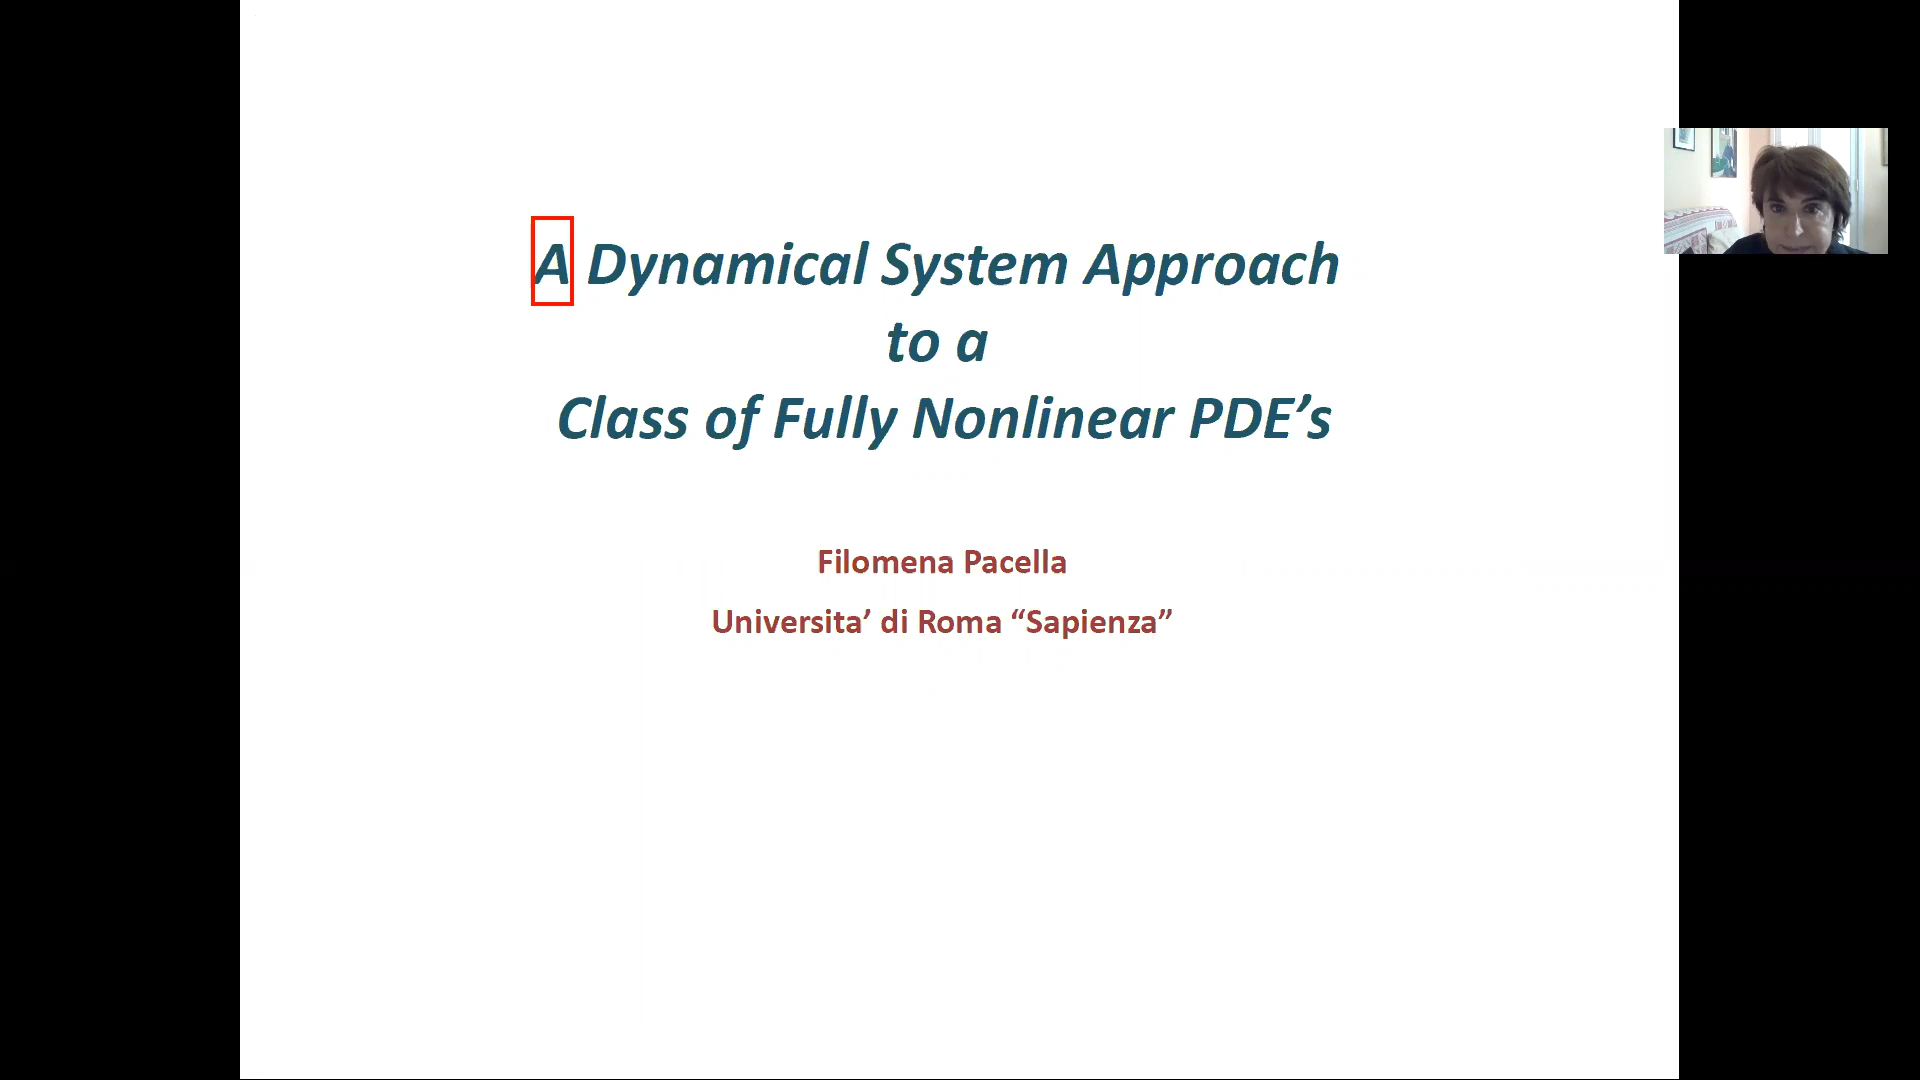 A Dynamical System Approach
to a
Class of Fully Nonlinear PDE’s
Filomena Pacella
Universita’ di Roma “Sapienza”